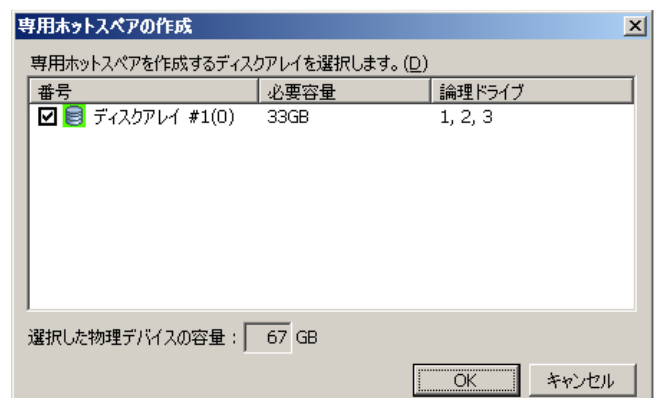 専用ホットスペアの作成
専用ホットスペアを作成するディスクアレイを選択します。(D)
番号 必要容量 論理ドライブ
ディスクアレイ #1(0) 33GB 1, 2, 3
選択した物理デバイスの容量： 67 GB
OK キャンセル